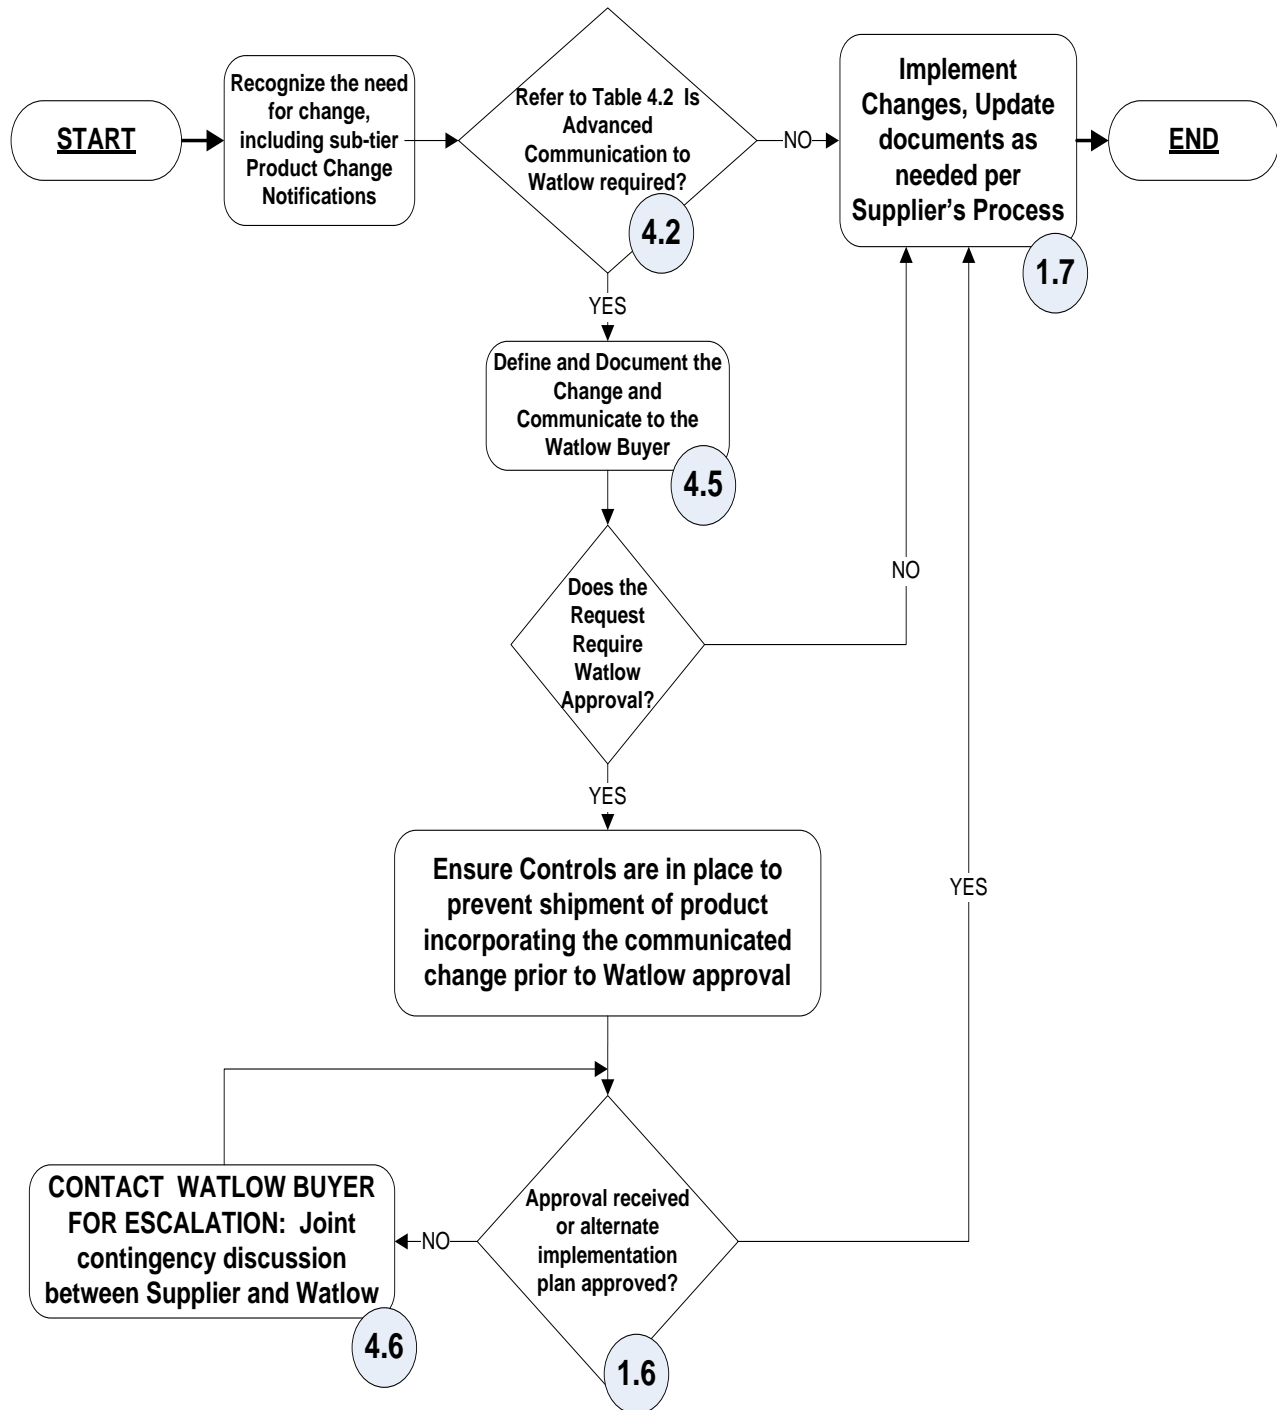 START
Recognize the need
for change,
including sub-tier
Product Change
Notifications
Refer to Table 4.2  Is
Advanced
Communication to
Watlow required?
4.2
NO
Implement
Changes, Update
documents as
needed per
Supplier’s Process
1.7
END
YES
Define and Document the
Change and
Communicate to the
Watlow Buyer
4.5
Does the
Request
Require
Watlow
Approval?
NO
YES
Ensure Controls are in place to
prevent shipment of product
incorporating the communicated
change prior to Watlow approval
YES
Approval received
or alternate
implementation
plan approved?
1.6
NO
CONTACT  WATLOW BUYER
FOR ESCALATION:  Joint
contingency discussion
between Supplier and Watlow
4.6